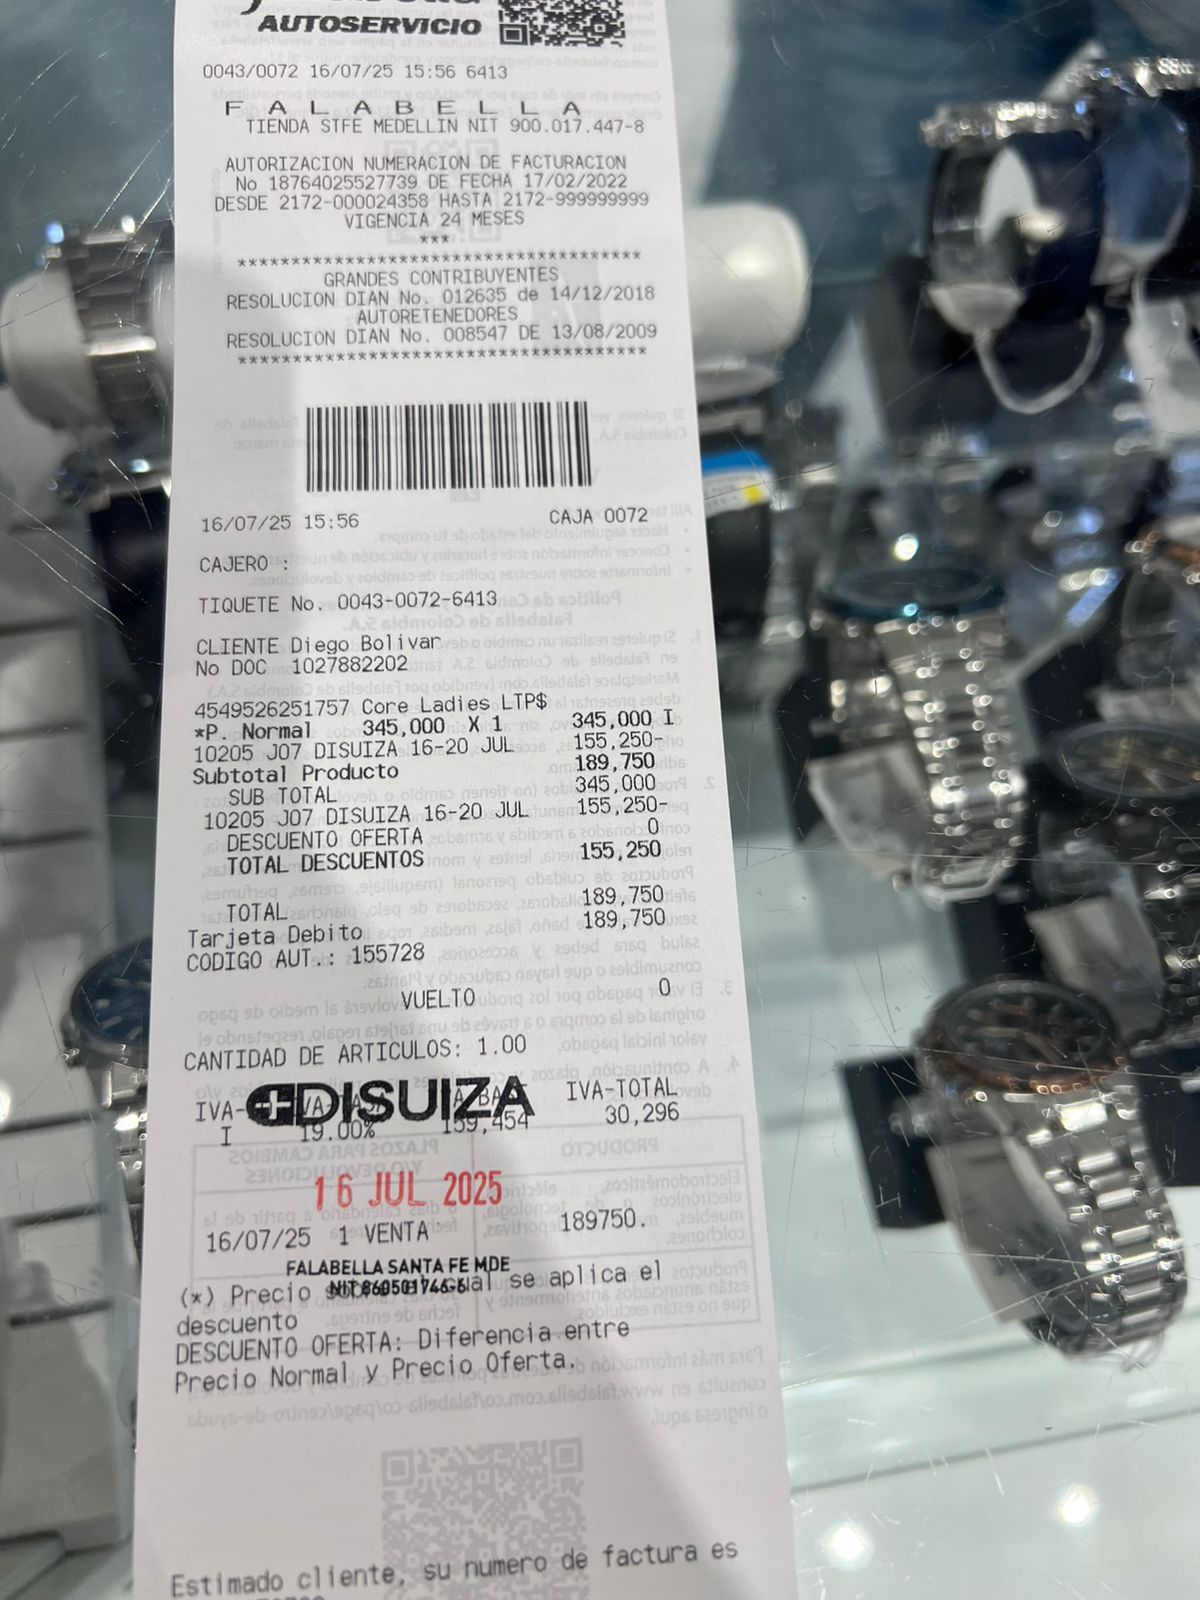 AUTOSERVICIO
0043/0072 16/07/25 15:56 6413
F A L A B E L L A
TIENDA STFE MEDELLIN NIT 900.017.447-8
AUTORIZACION NUMERACION DE FACTURACION
No 18764025527739 DE FECHA 17/02/2022
DESDE 2172-000024358 HASTA 2172-999999999
VIGENCIA 24 MESES
***
**************************************
GRANDES CONTRIBUYENTES
RESOLUCION DIAN No. 012635 de 14/12/2018
AUTORETENEDORES
RESOLUCION DIAN No. 008547 DE 13/08/2009
**************************************
16/07/25 15:56 CAJA 0072
CAJERO :
TIQUETE No. 0043-0072-6413
CLIENTE Diego Bolivar
No DOC 1027882202
4549526251757 Core Ladies LTP$
*P. Normal 345,000 X 1 345,000 I
10205 J07 DISUIZA 16-20 JUL 155,250-
Subtotal Producto 189,750
SUB TOTAL 345,000
10205 J07 DISUIZA 16-20 JUL 155,250-
DESCUENTO OFERTA 0
TOTAL DESCUENTOS 155,250
TOTAL 189,750
Tarjeta Debito 189,750
CODIGO AUT.: 155728
VUELTO 0
CANTIDAD DE ARTICULOS: 1.00
DISUIZA
IVA- IVA-TOTAL
I 19.00% 159,454 30,296
16 JUL 2025
16/07/25 1 VENTA 189750.
FALABELLA SANTA FE MDE
NIT 860501746-6
(*) Precio se aplica el
descuento
DESCUENTO OFERTA: Diferencia entre
Precio Normal y Precio Oferta.
Estimado cliente, su numero de factura es